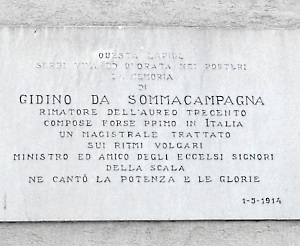 QUESTA LAPIDE
SERBI VIVA ED ONORATA NEI POSTERI
LA MEMORIA
DI
GIDINO DA SOMMACAMPAGNA
RIMATORE DELL'AUREO TRECENTO
COMPOSE FORSE PRIMO IN ITALIA
UN MAGISTRALE TRATTATO
SUI RITMI VOLGARI
MINISTRO ED AMICO DEGLI ECCELSI SIGNORI
DELLA SCALA
NE CANTÓ LA POTENZA E LE GLORIE
1-5-1914